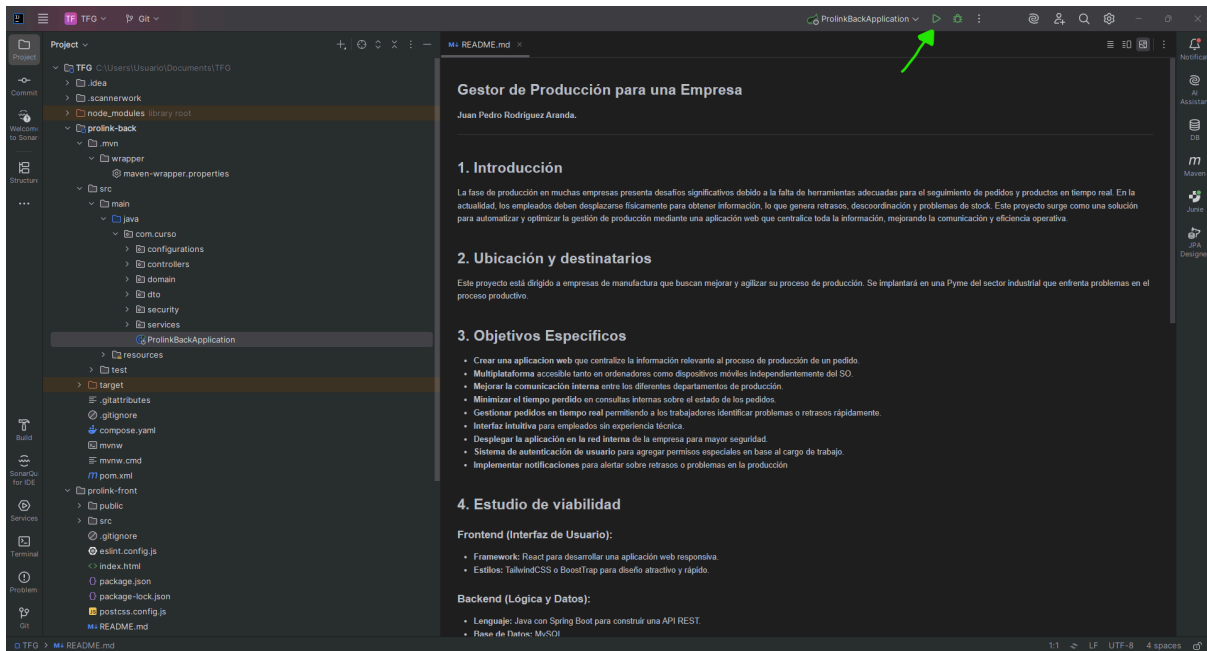 TF TFG
Git
ProlinkBackApplication
Project
Project
M↓ README.md
Notifica
Commit
Welcome
to Sonar
Structure
TFG C:\Users\Usuario\Documents\TFG
.idea
.scannerwork
node_modules library root
prolink-back
.mvn
wrapper
maven-wrapper.properties
src
main
java
com.curso
configurations
controllers
domain
dto
security
services
ProlinkBackApplication
resources
test
target
.gitattributes
.gitignore
compose.yaml
mvnw
mvnw.cmd
m pom.xml
prolink-front
public
src
.gitignore
eslint.config.js
index.html
package.json
package-lock.json
postcss.config.js
M↓ README.md
Build
SonarQu
for IDE
Services
Terminal
Problem
Git
Gestor de Producción para una Empresa
Juan Pedro Rodríguez Aranda.
1. Introducción
La fase de producción en muchas empresas presenta desafíos significativos debido a la falta de herramientas adecuadas para el seguimiento de pedidos y productos en tiempo real. En la
actualidad, los empleados deben desplazarse físicamente para obtener información, lo que genera retrasos, descoordinación y problemas de stock. Este proyecto surge como una solución
para automatizar y optimizar la gestión de producción mediante una aplicación web que centralice toda la información, mejorando la comunicación y eficiencia operativa.
2. Ubicación y destinatarios
Este proyecto está dirigido a empresas de manufactura que buscan mejorar y agilizar su proceso de producción. Se implantará en una Pyme del sector industrial que enfrenta problemas en el
proceso productivo.
3. Objetivos Específicos
• Crear una aplicacion web que centralize la información relevante al proceso de producción de un pedido.
• Multiplataforma accesible tanto en ordenadores como dispositivos móviles independientemente del SO.
• Mejorar la comunicación interna entre los diferentes departamentos de producción.
• Minimizar el tiempo perdido en consultas internas sobre el estado de los pedidos.
• Gestionar pedidos en tiempo real permitiendo a los trabajadores identificar problemas o retrasos rápidamente.
• Interfaz intuitiva para empleados sin experiencia técnica.
• Desplegar la aplicación en la red interna de la empresa para mayor seguridad.
• Sistema de autenticación de usuario para agregar permisos especiales en base al cargo de trabajo.
• Implementar notificaciones para alertar sobre retrasos o problemas en la producción
4. Estudio de viabilidad
Frontend (Interfaz de Usuario):
• Framework: React para desarrollar una aplicación web responsiva.
• Estilos: TailwindCSS o BoostTrap para diseño atractivo y rápido.
Backend (Lógica y Datos):
• Lenguaje: Java con Spring Boot para construir una API REST.
• Base de Datos: MySQL
AI
Assistan
DB
m
Maven
Junie
JPA
Designe
TFG > M↓ README.md
1:1 LF UTF-8 4 spaces